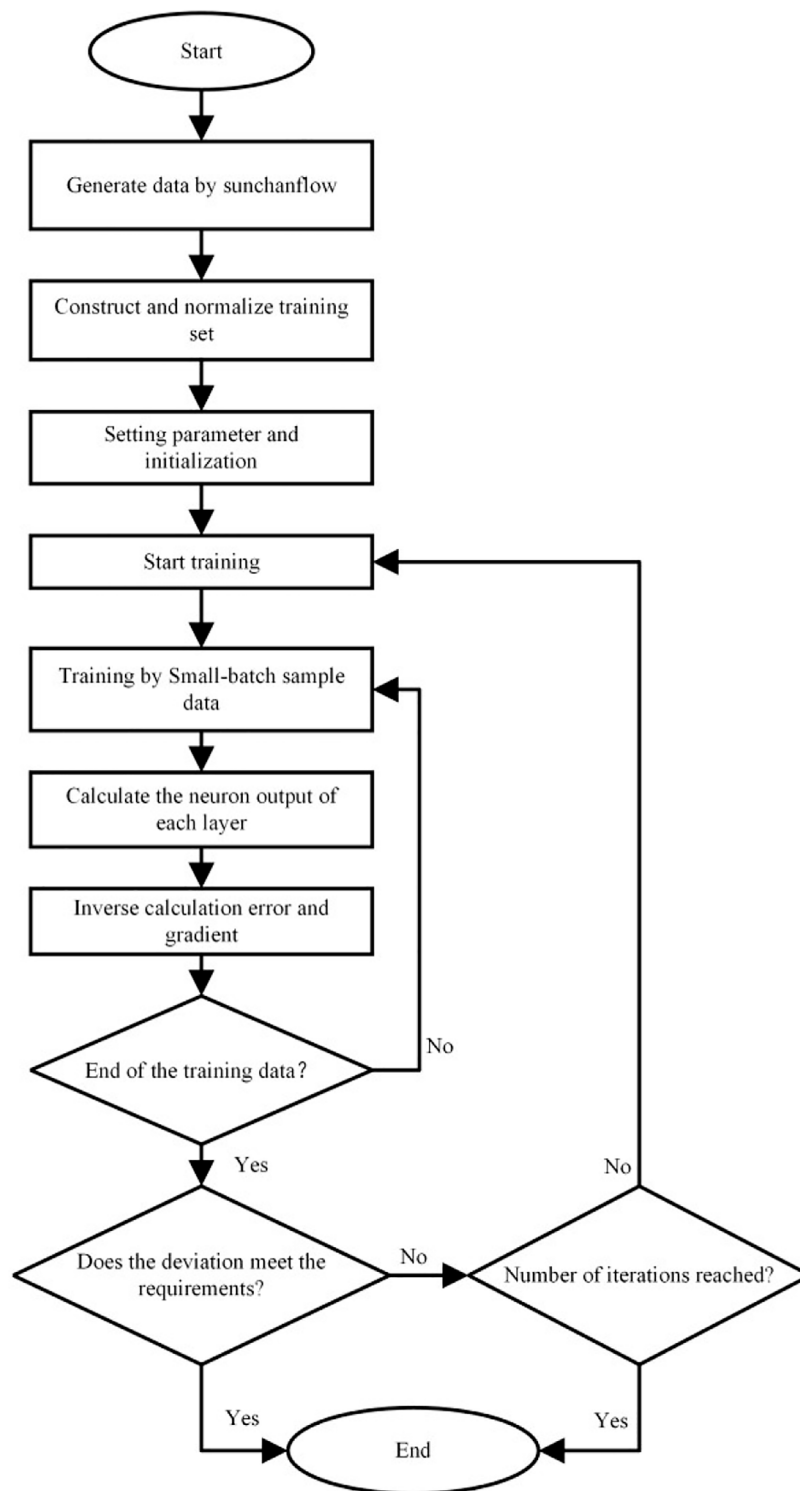 Start
Generate data by sunchanflow
Construct and normalize training
set
Setting parameter and
initialization
Start training
Training by Small-batch sample
data
Calculate the neuron output of
each layer
Inverse calculation error and
gradient
End of the training data?
No
Yes
Does the deviation meet the
requirements?
No
Number of iterations reached?
No
Yes
Yes
End